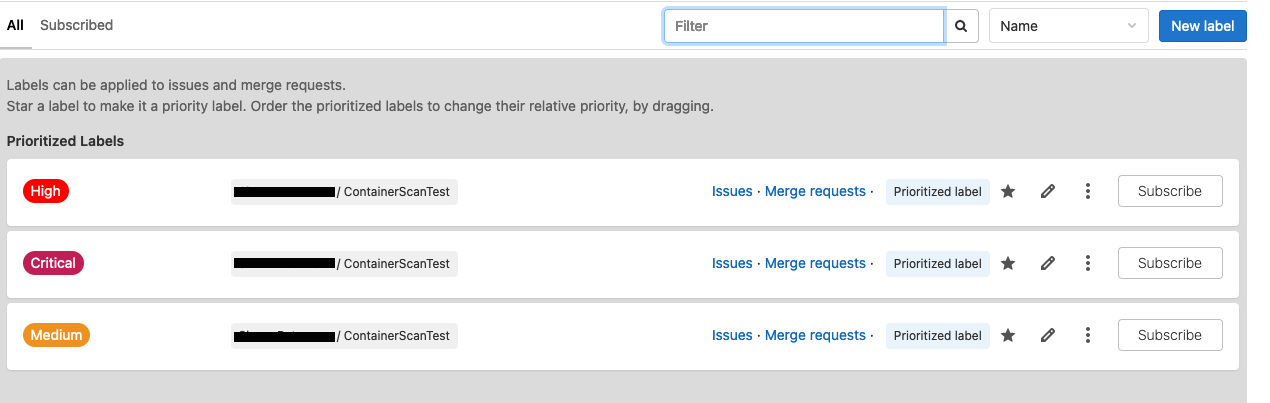 All Subscribed Filter Name New label
Labels can be applied to issues and merge requests.
Star a label to make it a priority label. Order the prioritized labels to change their relative priority, by dragging.
Prioritized Labels
High / ContainerScanTest Issues · Merge requests · Prioritized label Subscribe
Critical / ContainerScanTest Issues · Merge requests · Prioritized label Subscribe
Medium / ContainerScanTest Issues · Merge requests · Prioritized label Subscribe